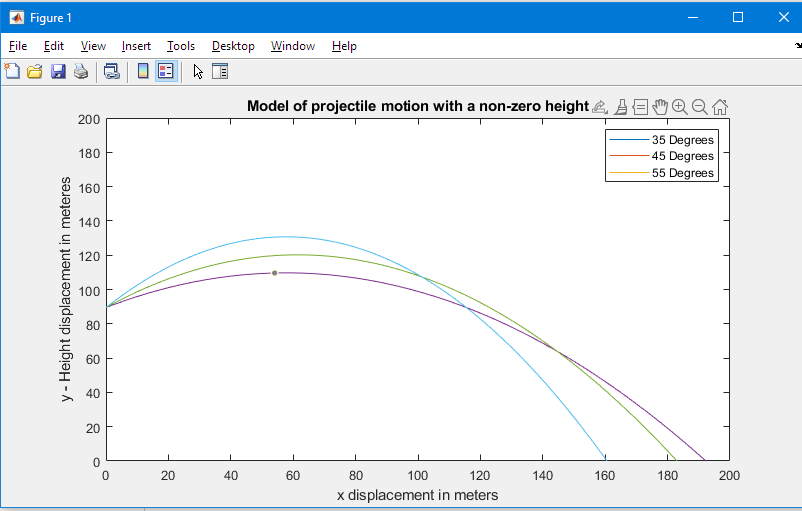 Figure 1
File Edit View Insert Tools Desktop Window Help
Model of projectile motion with a non-zero height
35 Degrees
45 Degrees
55 Degrees
y - Height displacement in meteres
200
180
160
140
120
100
80
60
40
20
0
0 20 40 60 80 100 120 140 160 180 200
x displacement in meters